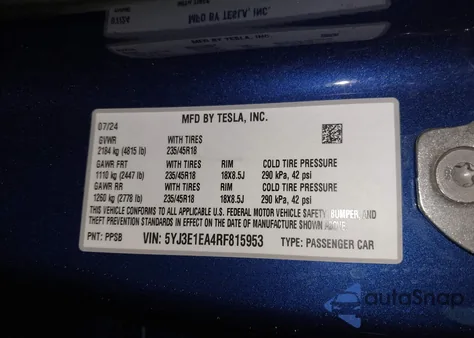 MFD BY TESLA, INC.
07/24
GVWR WITH TIRES
2184 kg (4815 lb) 235/45R18
GAWR FRT WITH TIRES RIM COLD TIRE PRESSURE
1110 kg (2447 lb) 235/45R18 18X8.5J 290 kPa, 42 psi
GAWR RR WITH TIRES RIM COLD TIRE PRESSURE
1260 kg (2778 lb) 235/45R18 18X8.5J 290 kPa, 42 psi
THIS VEHICLE CONFORMS TO ALL APPLICABLE U.S. FEDERAL MOTOR VEHICLE SAFETY, BUMPER, AND
THEFT PREVENTION STANDARDS IN EFFECT ON THE DATE OF MANUFACTURE SHOWN ABOVE.
PNT: PPSB VIN: 5YJ3E1EA4RF815953 TYPE: PASSENGER CAR
autoSnap